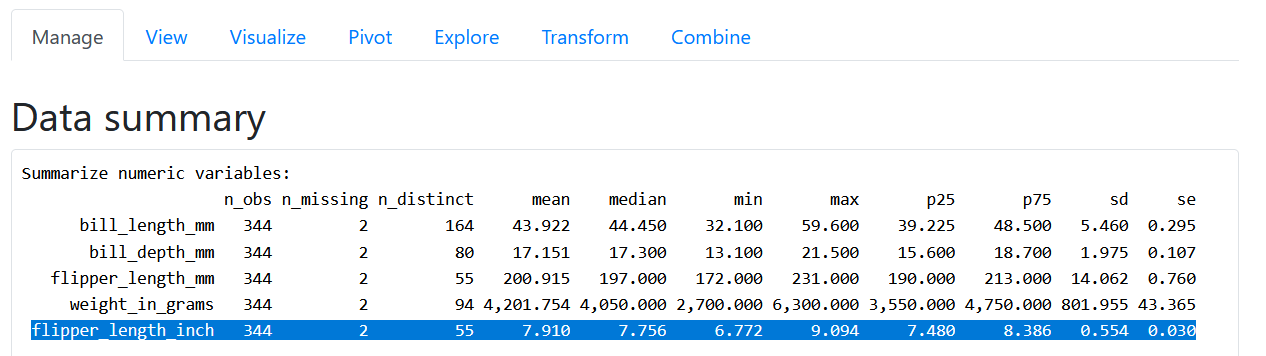 Manage View Visualize Pivot Explore Transform Combine
Data summary
Summarize numeric variables:
n_obs n_missing n_distinct mean median min max p25 p75 sd se
bill_length_mm 344 2 164 43.922 44.450 32.100 59.600 39.225 48.500 5.460 0.295
bill_depth_mm 344 2 80 17.151 17.300 13.100 21.500 15.600 18.700 1.975 0.107
flipper_length_mm 344 2 55 200.915 197.000 172.000 231.000 190.000 213.000 14.062 0.760
weight_in_grams 344 2 94 4,201.754 4,050.000 2,700.000 6,300.000 3,550.000 4,750.000 801.955 43.365
flipper_length_inch 344 2 55 7.910 7.756 6.772 9.094 7.480 8.386 0.554 0.030